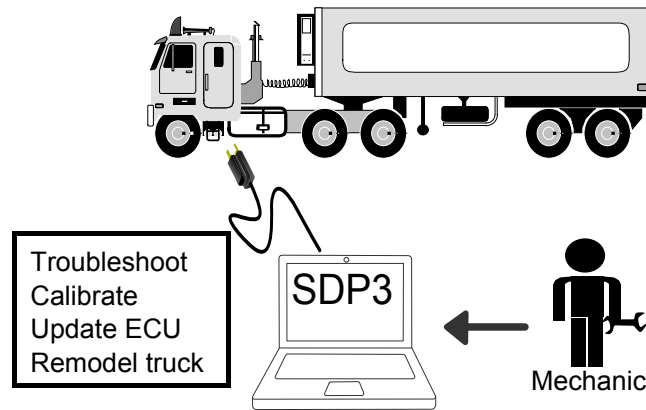 Troubleshoot
Calibrate
Update ECU
Remodel truck
SDP3
Mechanic